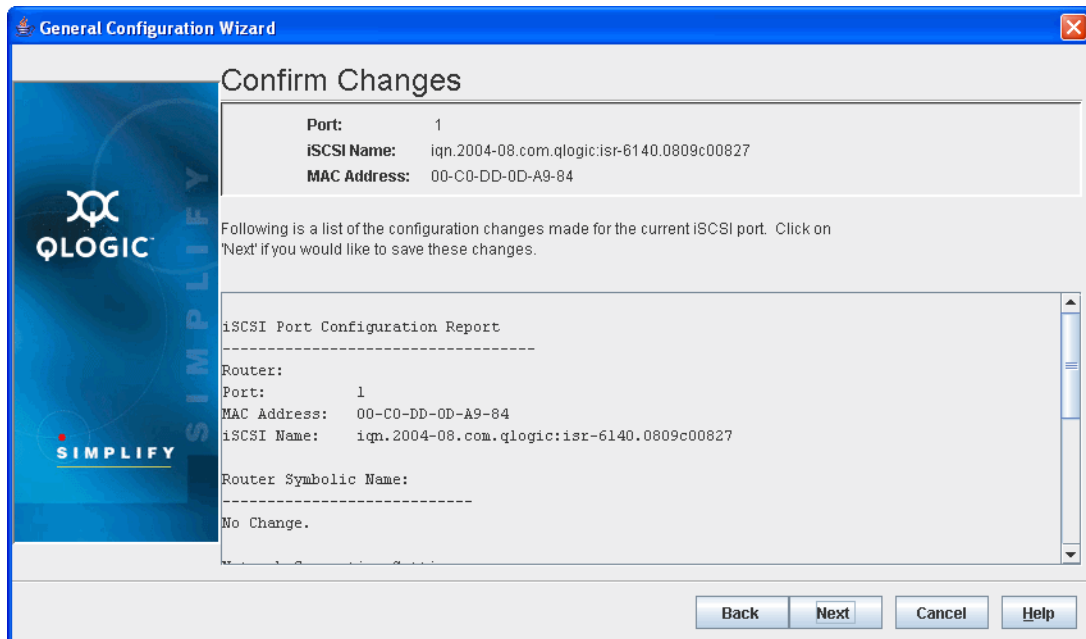 General Configuration Wizard
Confirm Changes
Port: 1
iSCSI Name: iqn.2004-08.com.qlogic:isr-6140.0809c00827
MAC Address: 00-C0-DD-0D-A9-84
QLOGIC
SIMPLIFY
SIMPLIFY
Following is a list of the configuration changes made for the current iSCSI port. Click on
'Next' if you would like to save these changes.
iSCSI Port Configuration Report
-----------------------------------
Router:
Port: 1
MAC Address: 00-C0-DD-0D-A9-84
iSCSI Name: iqn.2004-08.com.qlogic:isr-6140.0809c00827
Router Symbolic Name:
----------------------------
No Change.
Back Next Cancel Help